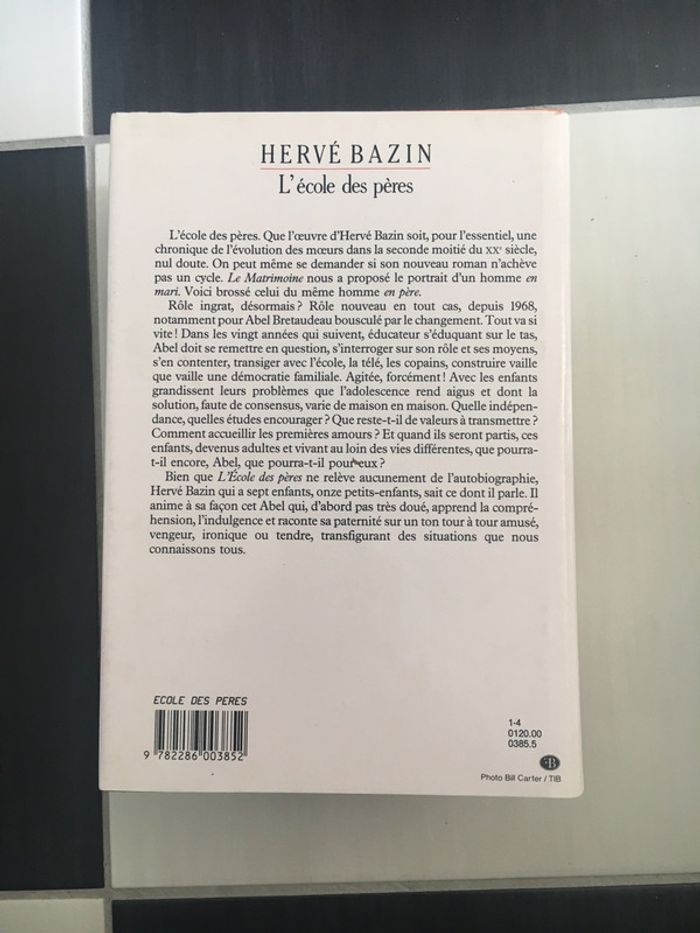 HERVÉ BAZIN
L'école des pères
L'école des pères. Que l'œuvre d'Hervé Bazin soit, pour l'essentiel, une
chronique de l'évolution des mœurs dans la seconde moitié du XXe siècle,
nul doute. On peut même se demander si son nouveau roman n'achève
pas un cycle. Le Matrimoine nous a proposé le portrait d'un homme en
mari. Voici brossé celui du même homme en père.
Rôle ingrat, désormais ? Rôle nouveau en tout cas, depuis 1968,
notamment pour Abel Bretaudeau bousculé par le changement. Tout va si
vite ! Dans les vingt années qui suivent, éducateur s'éduquant sur le tas,
Abel doit se remettre en question, s'interroger sur son rôle et ses moyens,
s'en contenter, transiger avec l'école, la télé, les copains, construire vaille
que vaille une démocratie familiale. Agitée, forcément ! Avec les enfants
grandissent leurs problèmes que l'adolescence rend aigus et dont la
solution, faute de consensus, varie de maison en maison. Quelle indépen-
dance, quelles études encourager ? Que reste-t-il de valeurs à transmettre ?
Comment accueillir les premières amours ? Et quand ils seront partis, ces
enfants, devenus adultes et vivant au loin des vies différentes, que pourra-
t-il encore, Abel, que pourra-t-il pour eux ?
Bien que L'École des pères ne relève aucunement de l'autobiographie,
Hervé Bazin qui a sept enfants, onze petits-enfants, sait ce dont il parle. Il
anime à sa façon cet Abel qui, d'abord pas très doué, apprend la compré-
hension, l'indulgence et raconte sa paternité sur un ton tour à tour amusé,
vengeur, ironique ou tendre, transfigurant des situations que nous
connaissons tous.
ECOLE DES PERES
9 782286 003852
1-4
0120.00
0385.5
B
Photo Bill Carter / TIB